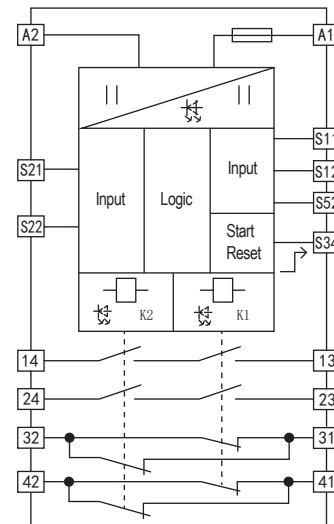 A2 A1
S11
S21 Input Logic Input S12
S52
S22 Start
Reset S34
K2 K1
14 13
24 23
32 31
42 41